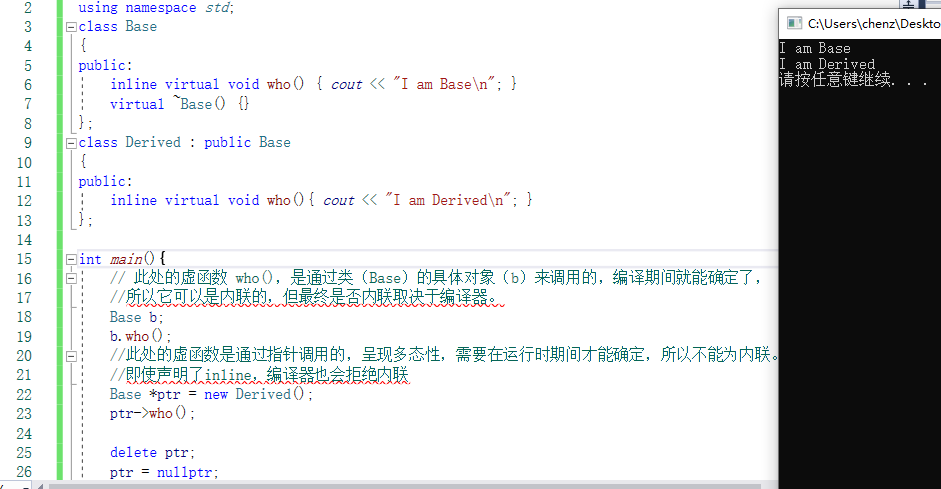 2 using namespace std;
3 class Base
4 {
5 public:
6 inline virtual void who() { cout << "I am Base\n"; }
7 virtual ~Base() {}
8 };
9 class Derived : public Base
10 {
11 public:
12 inline virtual void who(){ cout << "I am Derived\n"; }
13 };
14
15 int main(){
16 // 此处的虚函数 who(), 是通过类（Base）的具体对象（b）来调用的，编译期间就能确定了，
17 //所以它可以是内联的，但最终是否内联取决于编译器。
18 Base b;
19 b.who();
20 //此处的虚函数是通过指针调用的，呈现多态性，需要在运行时期间才能确定，所以不能为内联。
21 //即使声明了inline，编译器也会拒绝内联
22 Base *ptr = new Derived();
23 ptr->who();
24
25 delete ptr;
26 ptr = nullptr;
C:\Users\chenz\Deskto
I am Base
I am Derived
请按任意键继续. . .